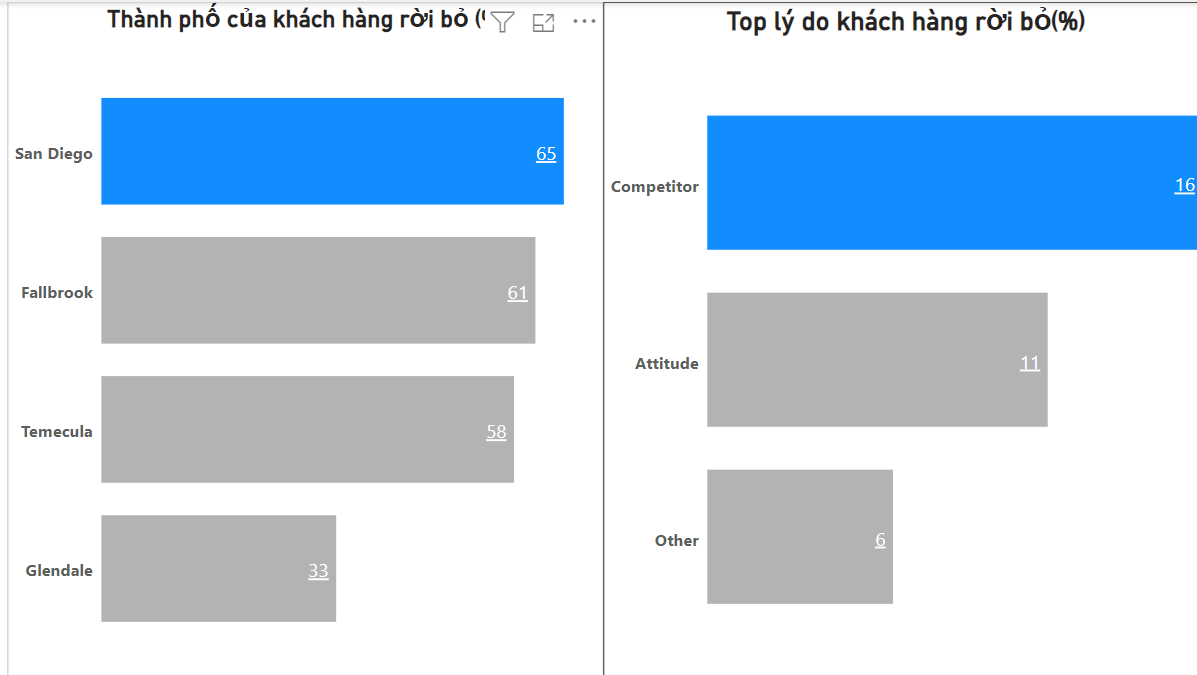 Thành phố của khách hàng rời bỏ (
San Diego
65
Fallbrook
61
Temecula
58
Glendale
33
Top lý do khách hàng rời bỏ(%)
Competitor
16
Attitude
11
Other
6